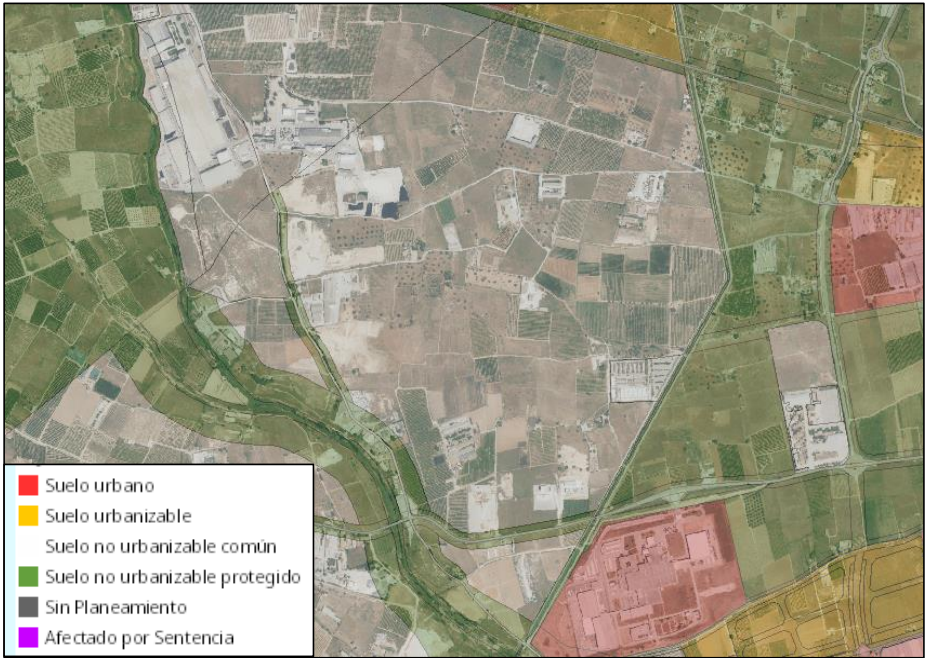 Suelo urbano
Suelo urbanizable
Suelo no urbanizable común
Suelo no urbanizable protegido
Sin Planeamiento
Afectado por Sentencia